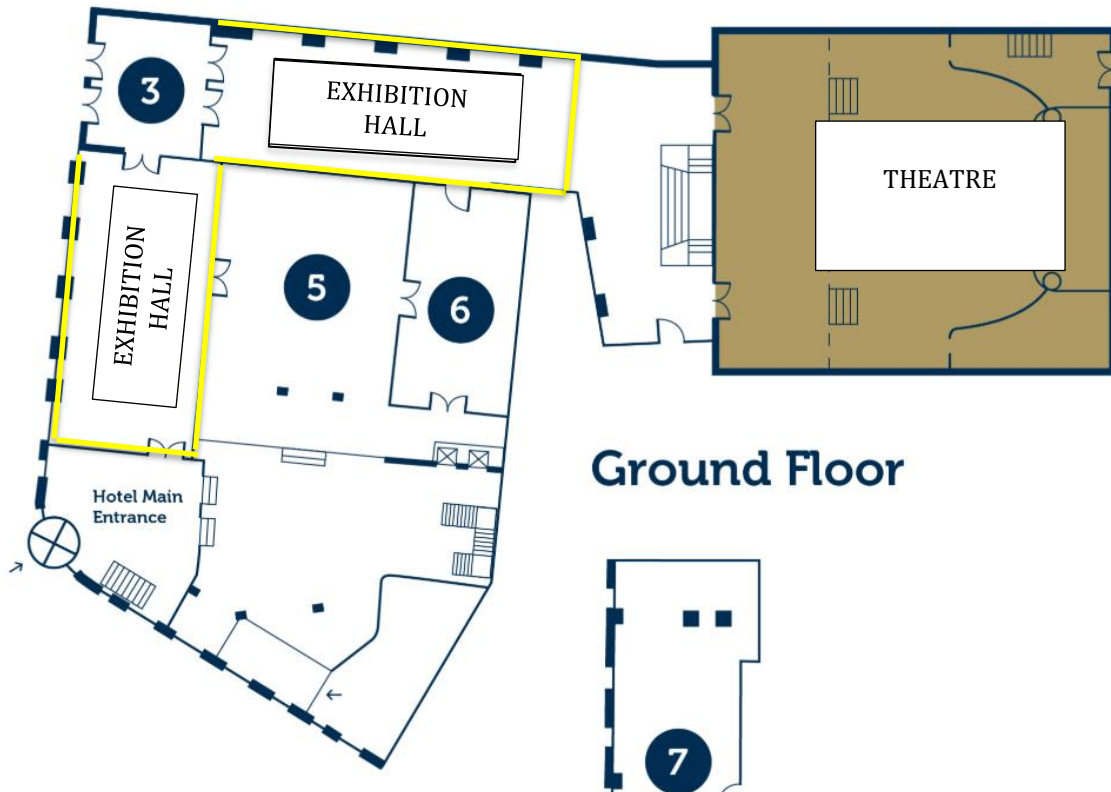 3
EXHIBITION
HALL
THEATRE
EXHIBITION
HALL
5
6
Ground Floor
Hotel Main
Entrance
7